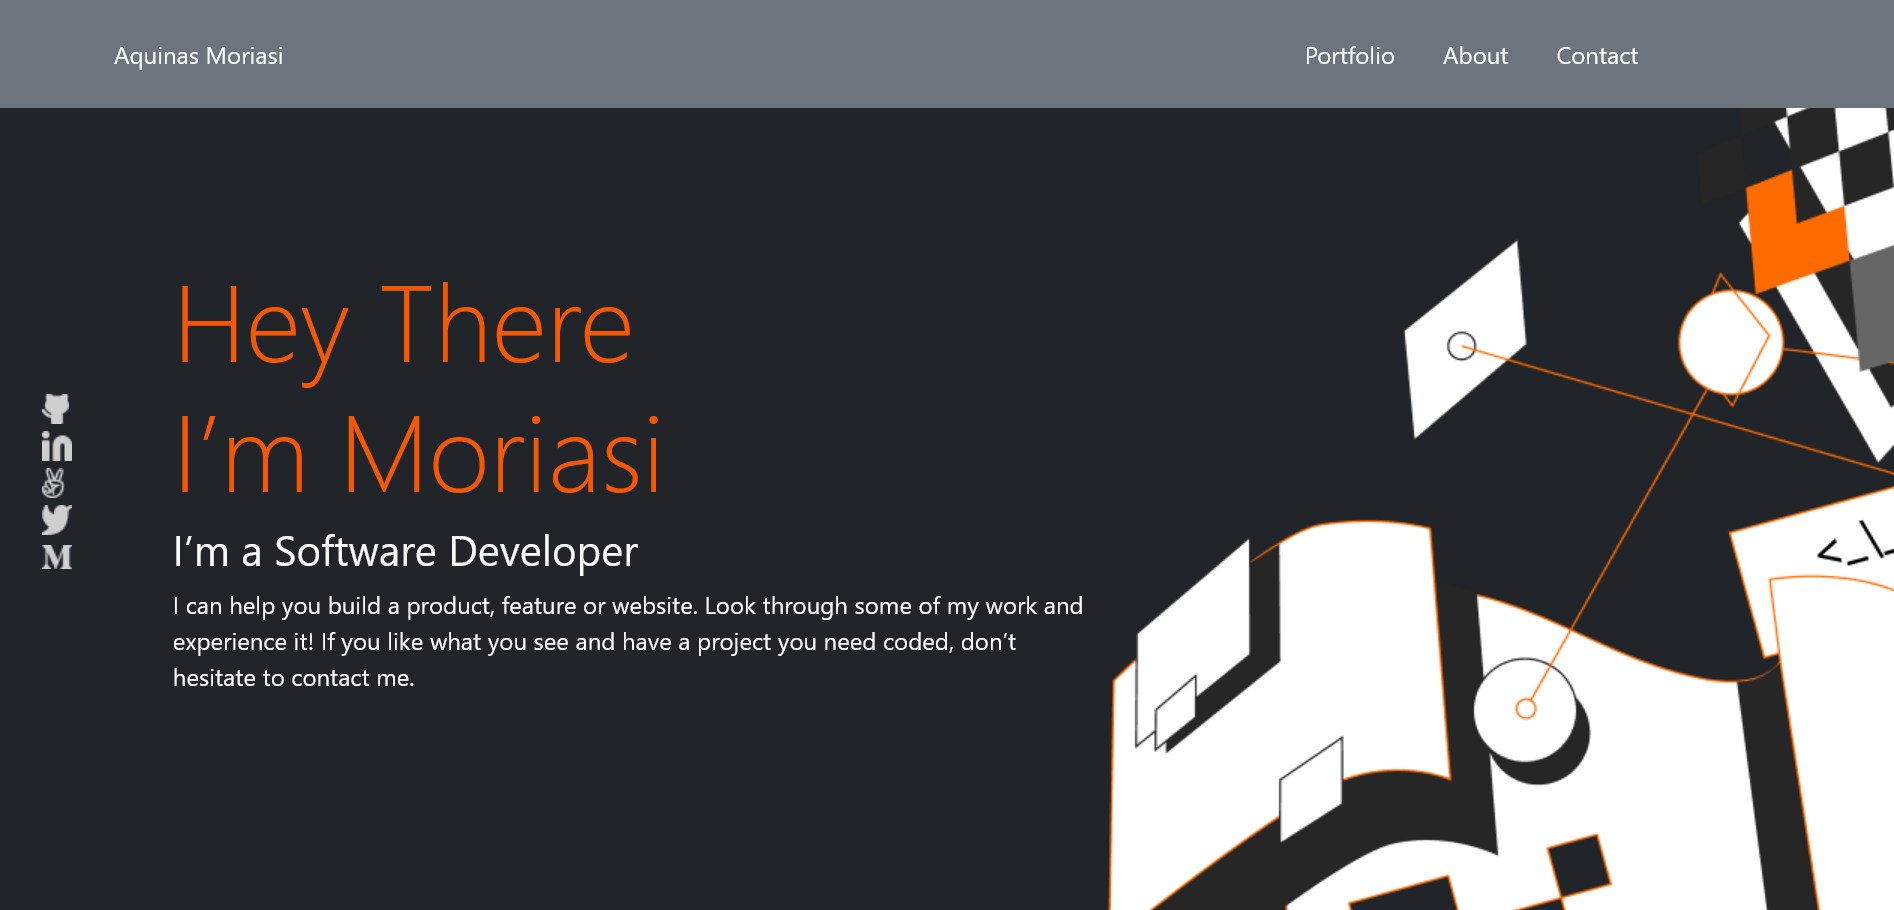 Aquinas Moriasi
Portfolio About Contact
Hey There
I’m Moriasi
I’m a Software Developer
I can help you build a product, feature or website. Look through some of my work and
experience it! If you like what you see and have a project you need coded, don’t
hesitate to contact me.
in
M
<_\_